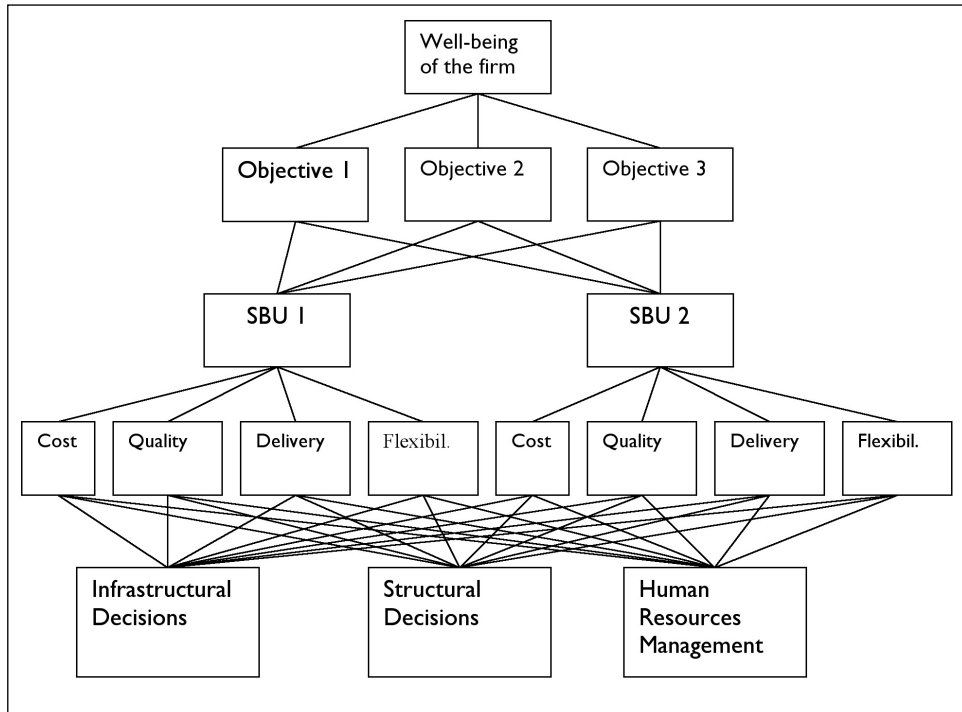 Well-being
of the firm
Objective 1
Objective 2
Objective 3
SBU 1
SBU 2
Cost
Quality
Delivery
Flexibil.
Cost
Quality
Delivery
Flexibil.
Infrastructural
Decisions
Structural
Decisions
Human
Resources
Management